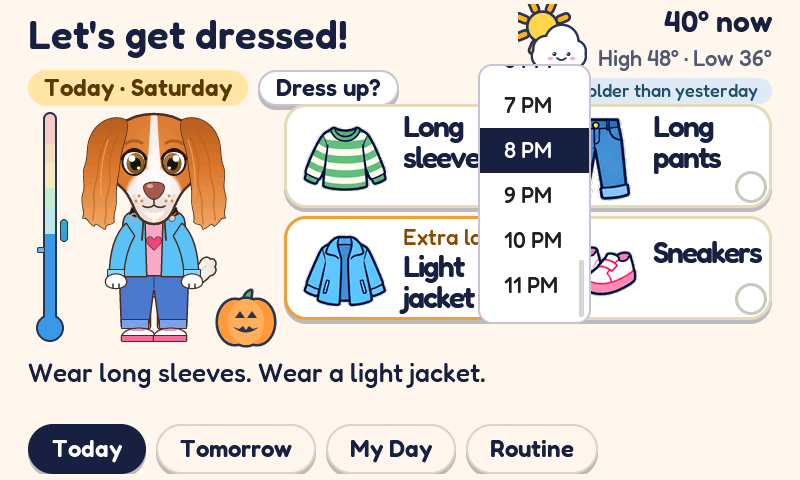 Let's get dressed!
40° now
High 48° · Low 36°
Today · Saturday
Dress up?
older than yesterday
7 PM
8 PM
9 PM
10 PM
11 PM
Long
sleeve
Long
pants
Extra
Light
jacket
Sneakers
Wear long sleeves. Wear a light jacket.
Today
Tomorrow
My Day
Routine